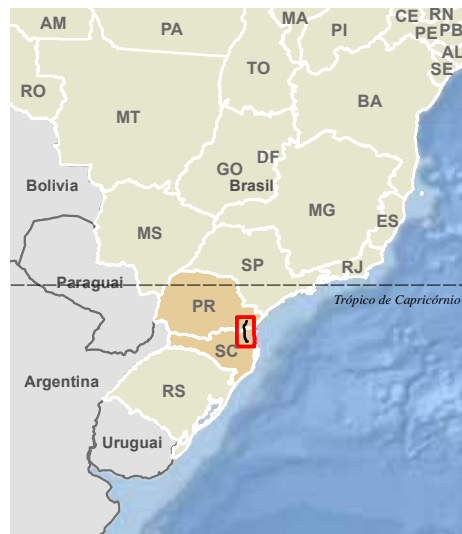 AM
PA
MA
PI
CE
RN
PE
PB
AL
SE
TO
RO
MT
BA
GO
DF
Bolivia
Brasil
MG
MS
ES
SP
RJ
Paraguai
Trópico de Capricórnio
PR
SC
Argentina
RS
Uruguai